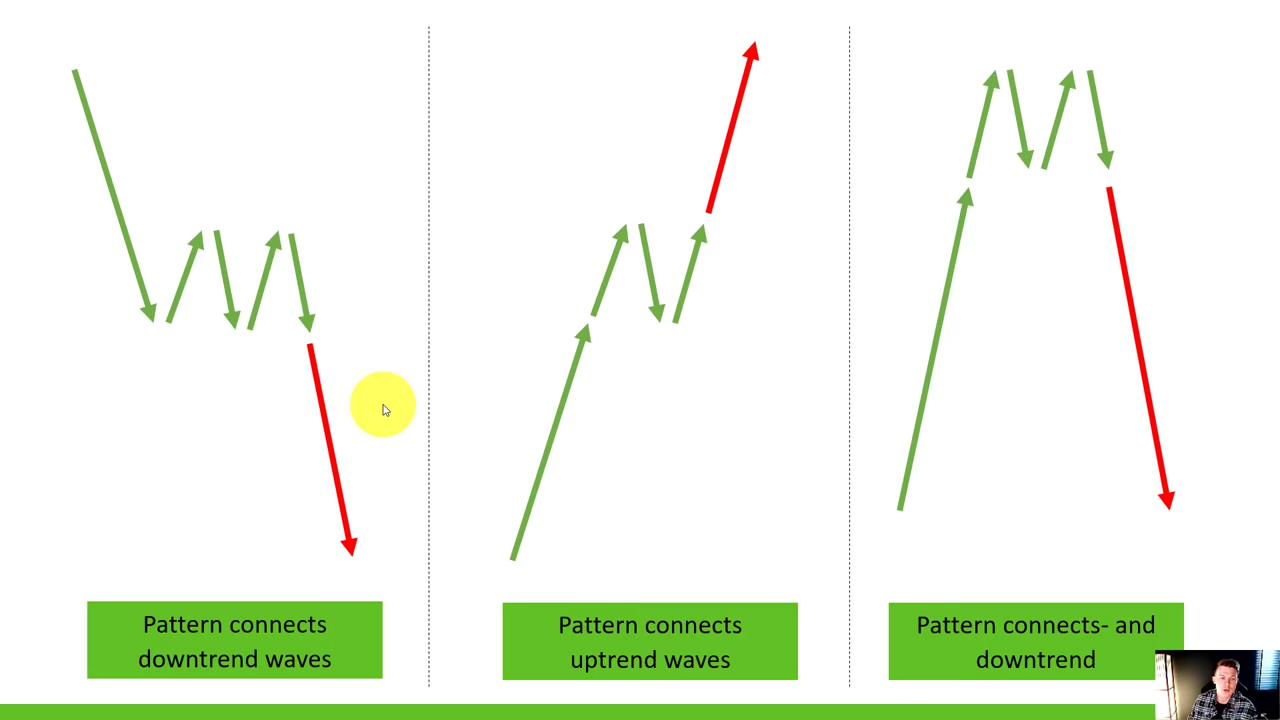 Pattern connects
downtrend waves
Pattern connects
uptrend waves
Pattern connects- and
downtrend